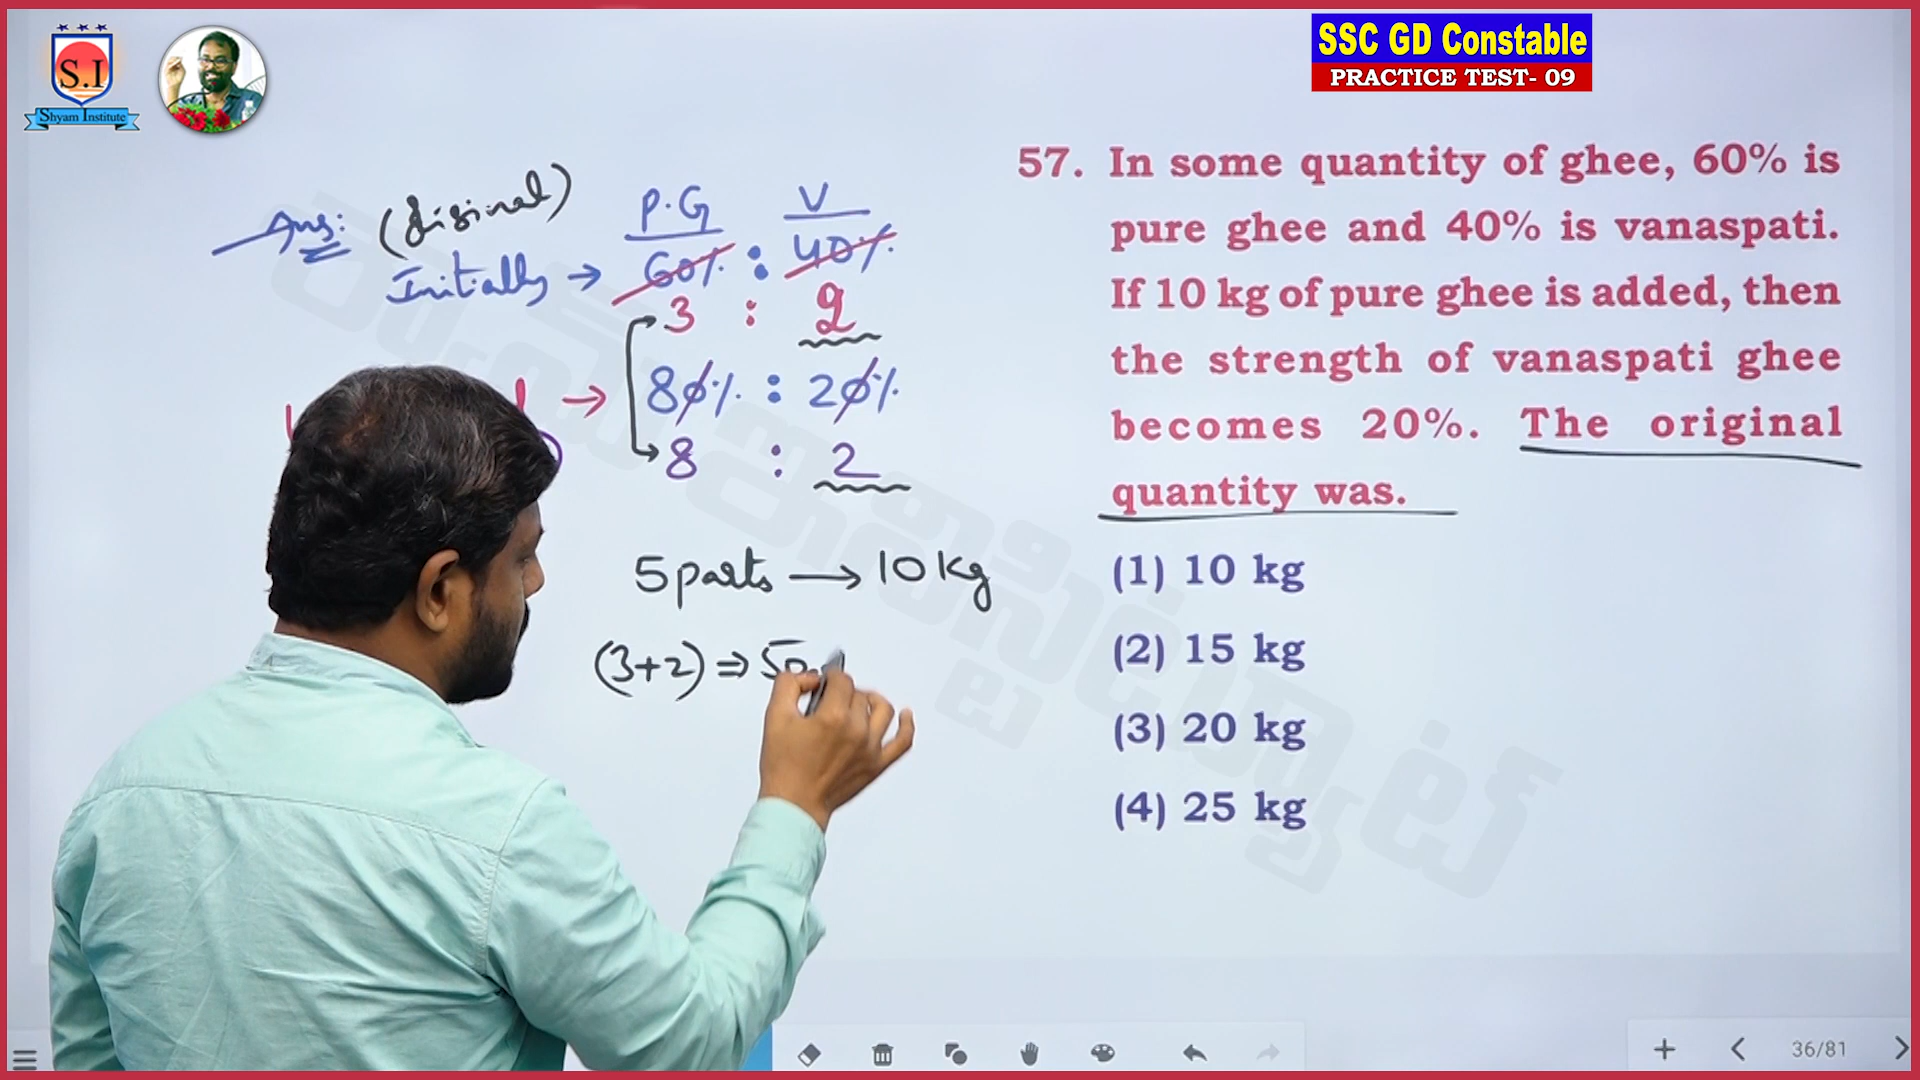 S.I
Shyam Institute
SSC GD Constable
PRACTICE TEST- 09
57. In some quantity of ghee, 60% is
pure ghee and 40% is vanaspati.
If 10 kg of pure ghee is added, then
the strength of vanaspati ghee
becomes 20%. The original
quantity was.
(1) 10 kg
(2) 15 kg
(3) 20 kg
(4) 25 kg
Ans: (Original)
P.G V
Initially → 60% : 40%
3 : 2
→ 80% : 20%
8 : 2
5 parts → 10 kg
(3+2) ⇒ 5
36/81